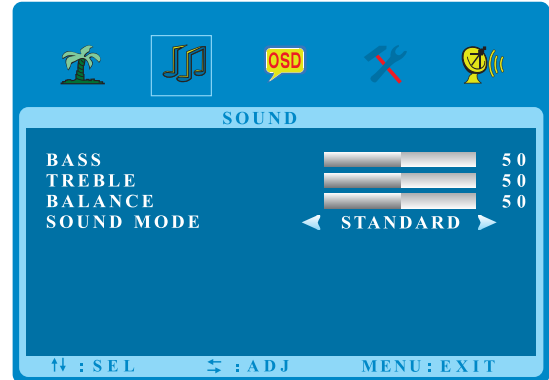 OSD
SOUND
BASS 50
TREBLE 50
BALANCE 50
SOUND MODE STANDARD
↑↓ : SEL ⇆ : ADJ MENU : EXIT